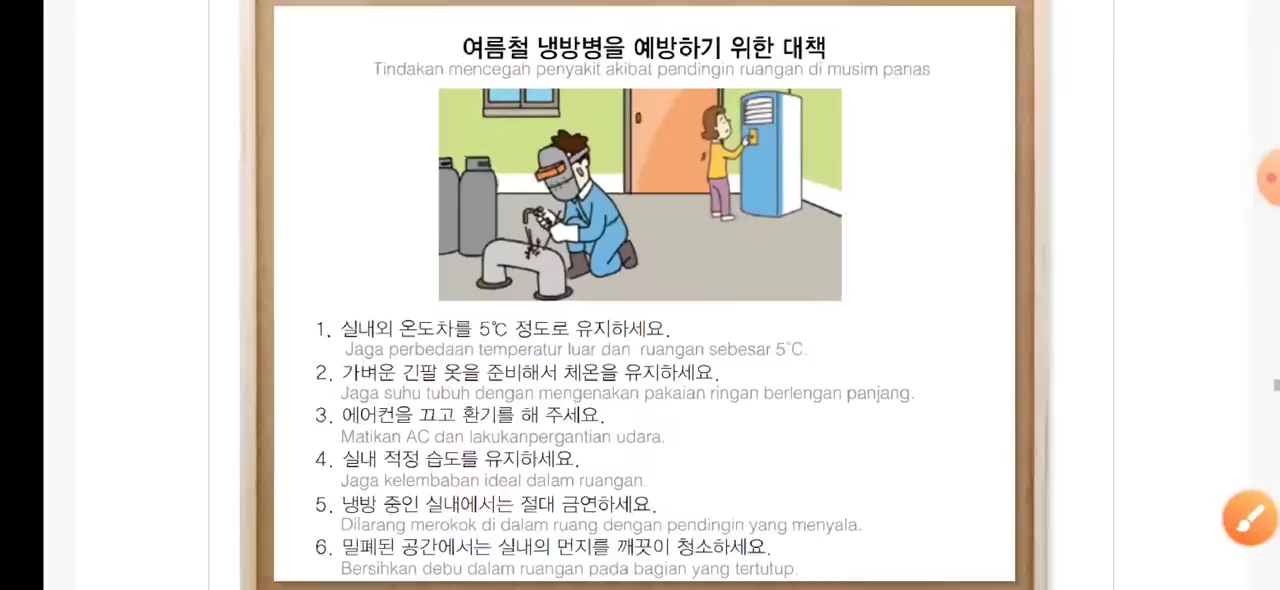 여름철 냉방병을 예방하기 위한 대책
Tindakan mencegah penyakit akibat pendingin ruangan di musim panas
1. 실내외 온도차를 5℃ 정도로 유지하세요.
Jaga perbedaan temperatur luar dan ruangan sebesar 5°C.
2. 가벼운 긴팔 옷을 준비해서 체온을 유지하세요.
Jaga suhu tubuh dengan mengenakan pakaian ringan berlengan panjang.
3. 에어컨을 끄고 환기를 해 주세요.
Matikan AC dan lakukanpergantian udara.
4. 실내 적정 습도를 유지하세요.
Jaga kelembaban ideal dalam ruangan.
5. 냉방 중인 실내에서는 절대 금연하세요.
Dilarang merokok di dalam ruang dengan pendingin yang menyala.
6. 밀폐된 공간에서는 실내의 먼지를 깨끗이 청소하세요.
Bersihkan debu dalam ruangan pada bagian yang tertutup.